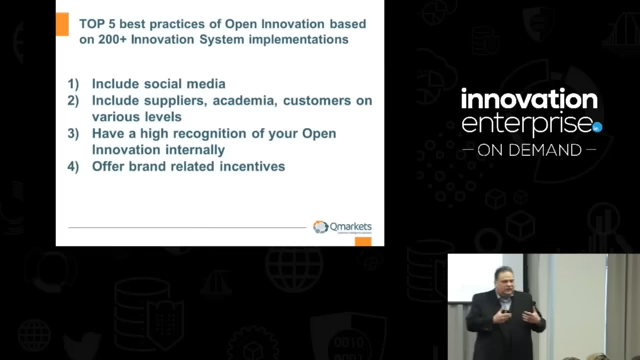 TOP 5 best practices of Open Innovation based
on 200+ Innovation System implementations
1) Include social media
2) Include suppliers, academia, customers on
various levels
3) Have a high recognition of your Open
Innovation internally
4) Offer brand related incentives
Qmarkets
innovation
enterprise
ON DEMAND